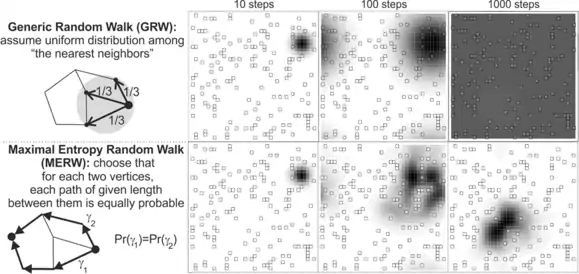 10 steps
100 steps
1000 steps
Generic Random Walk (GRW):
assume uniform distribution among
"the nearest neighbors"
1/3
1/3
1/3
Maximal Entropy Random Walk
(MERW): choose that
for each two vertices,
each path of given length
between them is equally probable
γ2
Pr(γ1)=Pr(γ2)
γ1